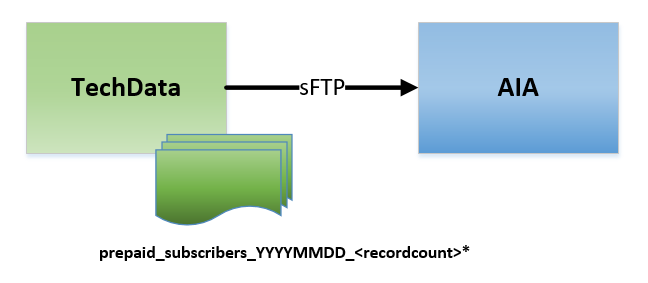 TechData
sFTP
AIA
prepaid_subscribers_YYYYMMDD_<recordcount>*